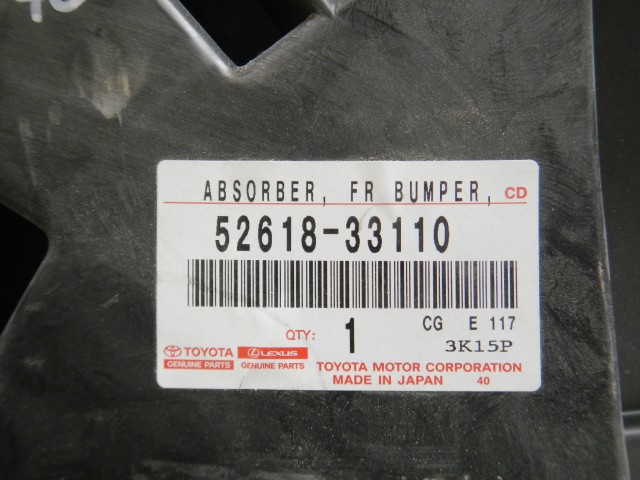 ABSORBER, FR BUMPER, CD
52618-33110
QTY: 1 CG E 117
3K15P
TOYOTA LEXUS
GENUINE PARTS GENUINE PARTS
TOYOTA MOTOR CORPORATION
MADE IN JAPAN 40